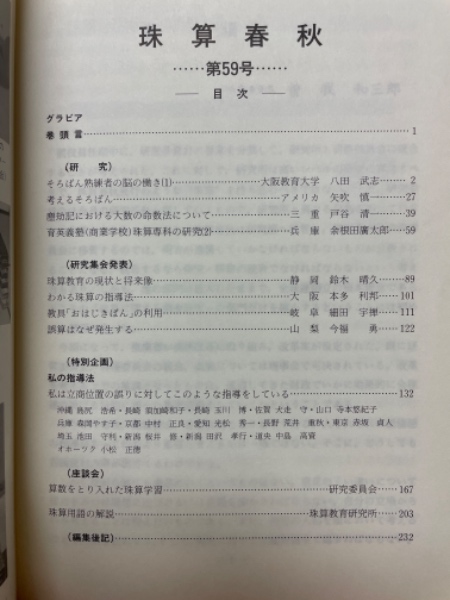 珠算春秋
……第59号……
── 目次 ──
グラビア
巻頭言……1
(研究)
そろばん熟練者の脳の働き(1)……大阪教育大学 八田武志……2
考えるそろばん……アメリカ 矢吹慎……27
塵劫記における大数の命数法について……三重 戸谷清……39
育英義塾(商業学校)珠算専科の研究(2)……兵庫 余根田廣太郎……59
(研究集会発表)
珠算教育の現状と将来像……静岡 鈴木晴久……89
わかる珠算の指導法……大阪 本多利邦……101
教具「おはじきばん」の利用……岐阜 細田宇……111
誤算はなぜ発生する……山梨 今福勇……122
(特別企画)
私の指導法
私は立商位置の誤りに対してこのような指導をしている……132
沖縄 浩希・長崎 須加崎和子・長崎 玉川 博・佐賀 犬走 守・山口 寺本悠紀子
兵庫 森岡やす子・京都 中村 正具・愛知 光松 秀一・長野 荒井 重秋・東京 赤坂 貞人
埼玉 池田 守利・新潟 桜井 ・新潟 田沢 孝行・道央 中島 高資
オホーツク 小松 正徳
(座談会)
算数をとり入れた珠算学習……研究委員会……167
珠算用語の解説……珠算教育研究所……203
(編集後記)……232